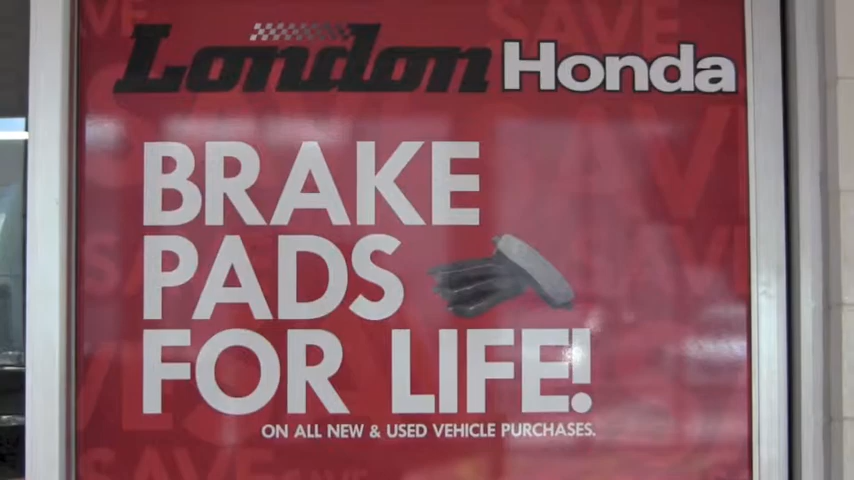 London Honda
BRAKE
PADS
FOR LIFE!
ON ALL NEW & USED VEHICLE PURCHASES.